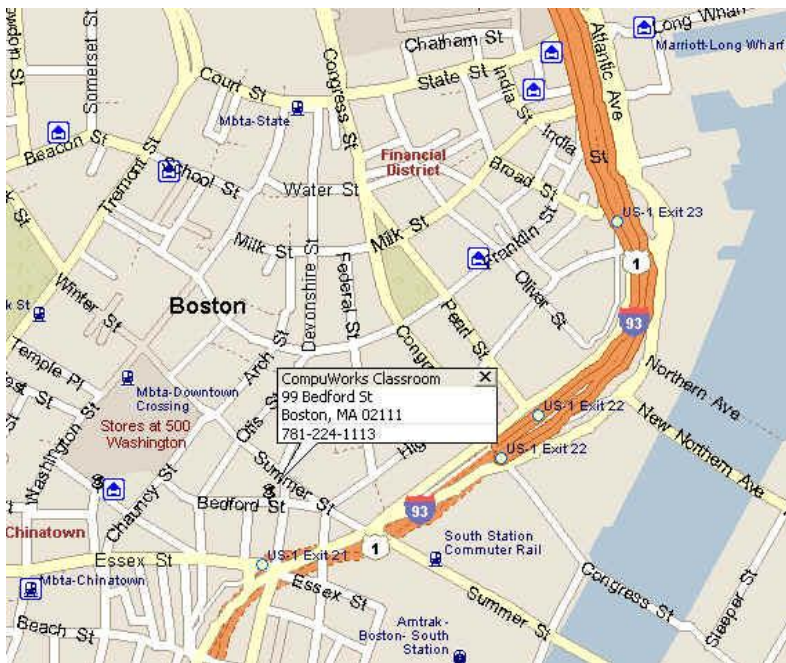 Long Wharf
Marriott-Long Wharf
Chatham St
Atlantic Ave
State St
Somerset St
Court St
Congress St
India St
Mbta-State
India
St
Beacon St
Tremont St
School St
Financial
District
Broad St
Water St
US-1 Exit 23
Milk St
Milk St
Franklin St
1
Devonshire St
Federal St
Oliver St
Winter St
Boston
Pearl St
93
k St
Temple Pl
Arch St
Northern Ave
CompuWorks Classroom
99 Bedford St
Boston, MA 02111
781-224-1113
Mbta-Downtown
Crossing
Stores at 500
Washington
Otis St
US-1 Exit 22
New Northern Ave
Washington St
US-1 Exit 22
Summer St
Chauncy St
Bedford St
93
Chinatown
1
South Station
Commuter Rail
Essex St
US-1 Exit 21
Mbta-Chinatown
Essex St
Congress St
Summer St
Sleeper St
Beach St
Amtrak -
Boston- South
Station